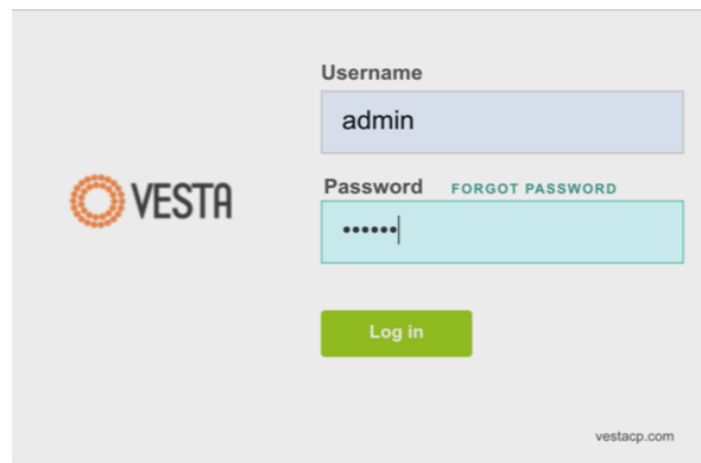 Username
admin
VESTA
Password FORGOT PASSWORD
••••••
Log in
vestacp.com